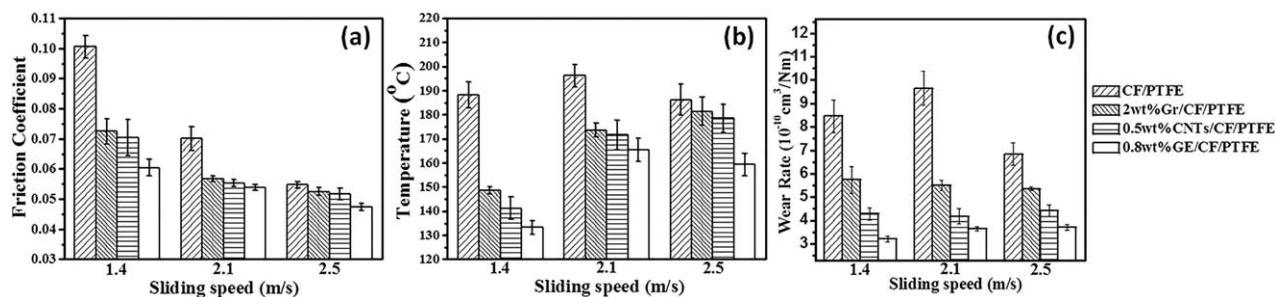 (a)
Friction Coefficient
0.11
0.10
0.09
0.08
0.07
0.06
0.05
0.04
0.03
1.4 2.1 2.5
Sliding speed (m/s)
(b)
Temperature (°C)
220
210
200
190
180
170
160
150
140
130
120
1.4 2.1 2.5
Sliding speed (m/s)
(c)
Wear Rate (10⁻¹⁰ cm³/Nm)
12
11
10
9
8
7
6
5
4
3
1.4 2.1 2.5
Sliding speed (m/s)
CF/PTFE
2wt%Gr/CF/PTFE
0.5wt%CNTs/CF/PTFE
0.8wt%GE/CF/PTFE